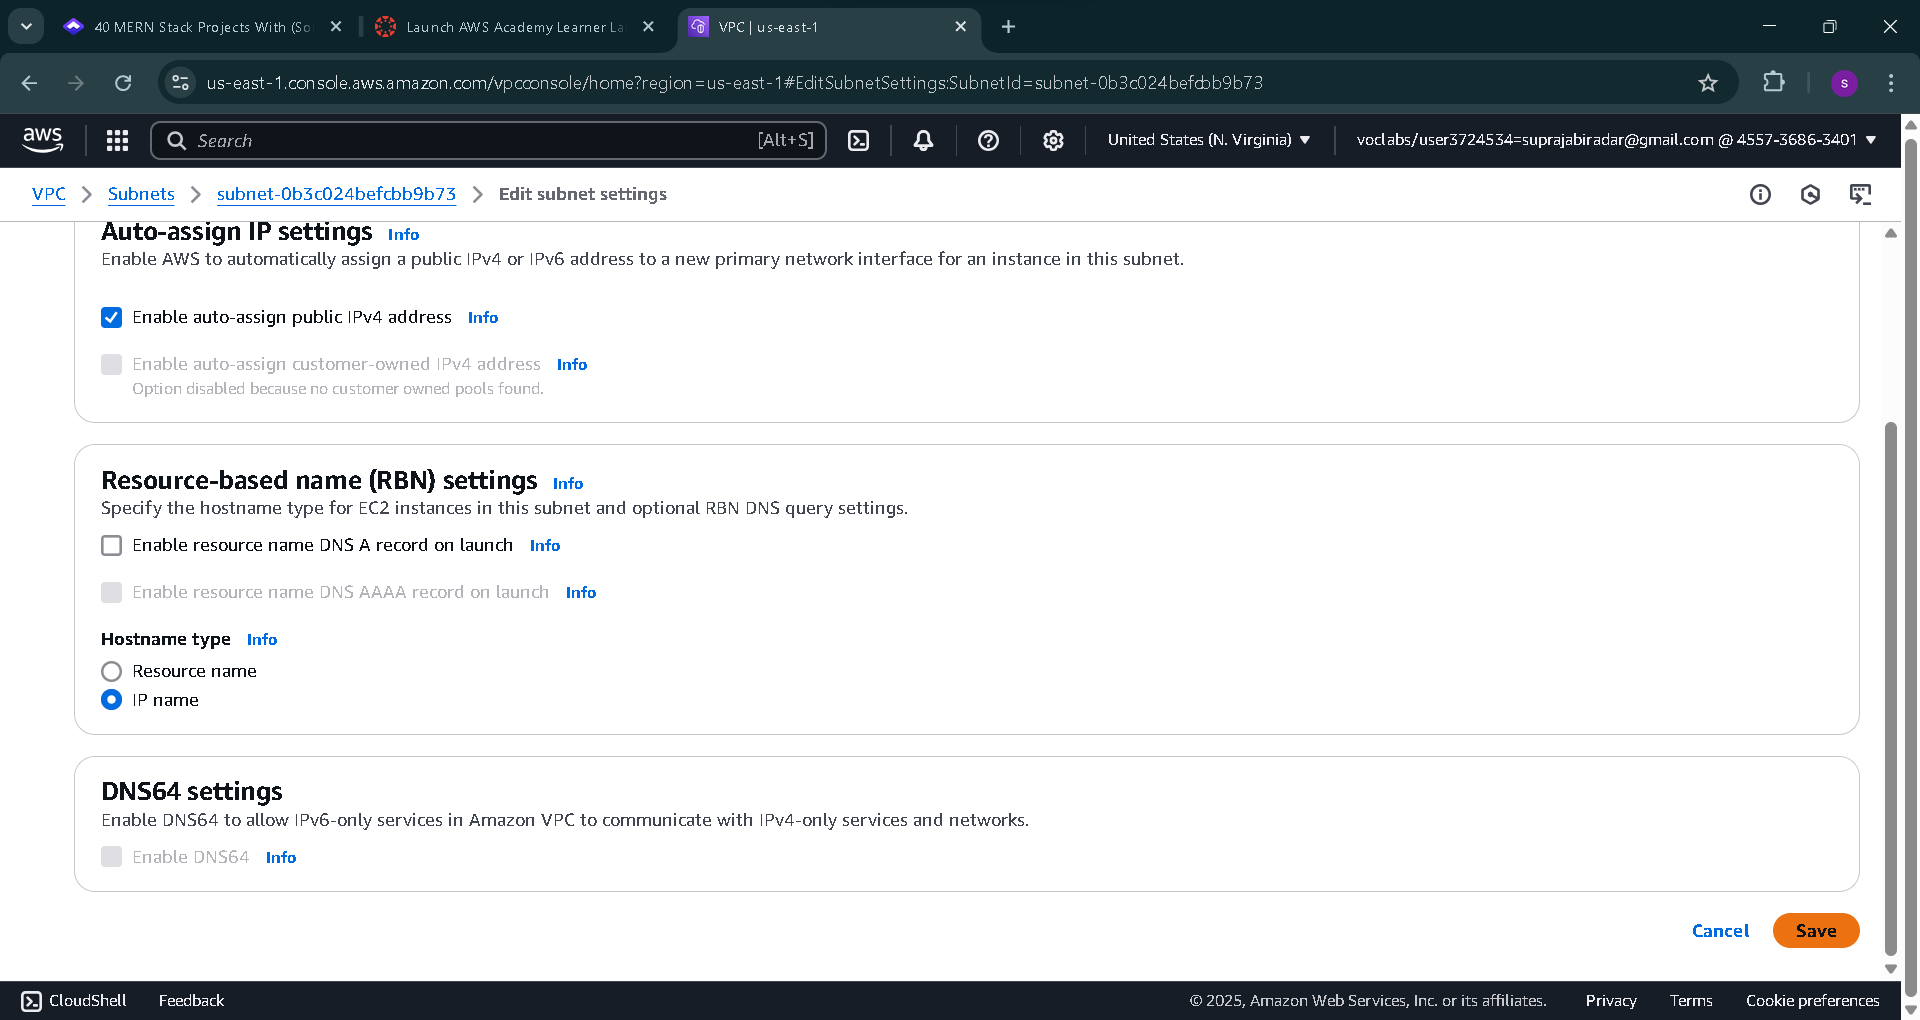 40 MERN Stack Projects With (So
Launch AWS Academy Learner La
VPC | us-east-1
us-east-1.console.aws.amazon.com/vpcconsole/home?region=us-east-1#EditSubnetSettings:SubnetId=subnet-0b3c024befcbb9b73
S
aws
Search
[Alt+S]
United States (N. Virginia)
voclabs/user3724534=suprajabiradar@gmail.com @ 4557-3686-3401
VPC
Subnets
subnet-0b3c024befcbb9b73
Edit subnet settings
Auto-assign IP settings Info
Enable AWS to automatically assign a public IPv4 or IPv6 address to a new primary network interface for an instance in this subnet.
Enable auto-assign public IPv4 address Info
Enable auto-assign customer-owned IPv4 address Info
Option disabled because no customer owned pools found.
Resource-based name (RBN) settings Info
Specify the hostname type for EC2 instances in this subnet and optional RBN DNS query settings.
Enable resource name DNS A record on launch Info
Enable resource name DNS AAAA record on launch Info
Hostname type Info
Resource name
IP name
DNS64 settings
Enable DNS64 to allow IPv6-only services in Amazon VPC to communicate with IPv4-only services and networks.
Enable DNS64 Info
Cancel
Save
CloudShell
Feedback
© 2025, Amazon Web Services, Inc. or its affiliates.
Privacy
Terms
Cookie preferences